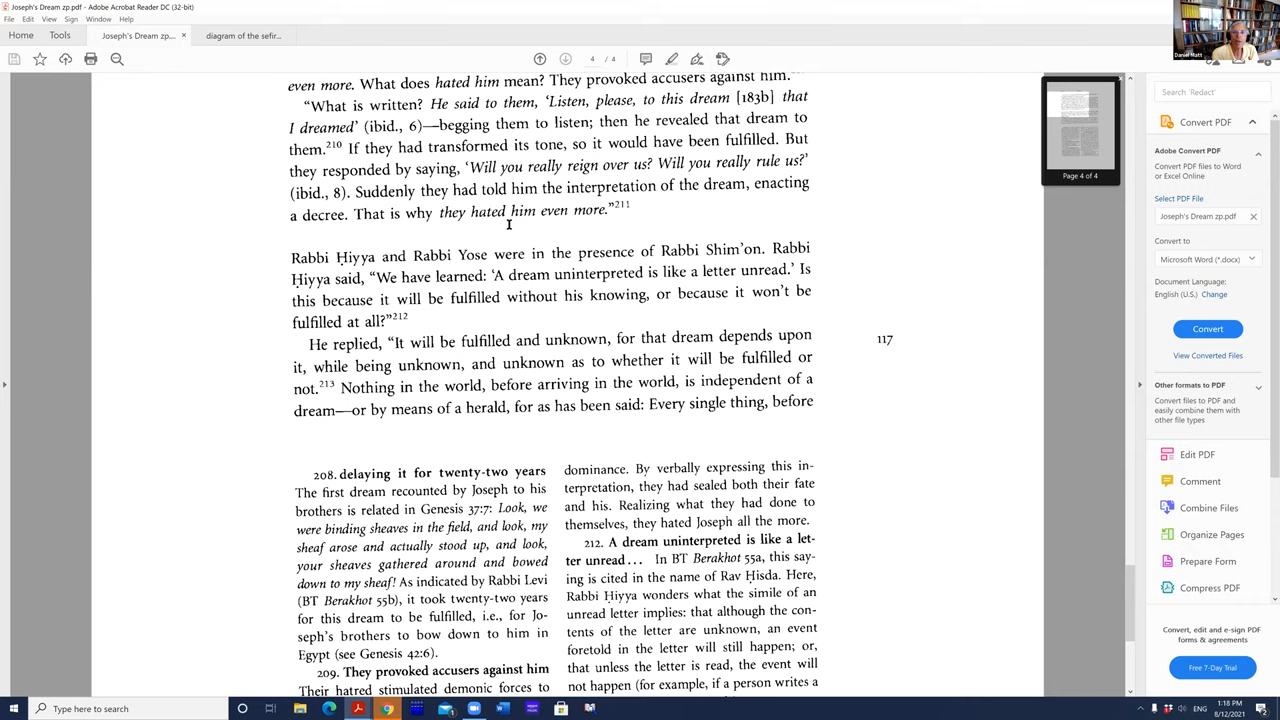 Joseph's Dream zp.pdf - Adobe Acrobat Reader DC (32-bit)
File Edit View Sign Window Help
Home Tools Joseph's Dream zp.... × diagram of the sefir...
4 / 4
Daniel Matt
even more. What does hated him mean? They provoked accusers against him.
“What is written? He said to them, ‘Listen, please, to this dream [183b] that
I dreamed’ (ibid., 6)—begging them to listen; then he revealed that dream to
them.210 If they had transformed its tone, so it would have been fulfilled. But
they responded by saying, ‘Will you really reign over us? Will you really rule us?’
(ibid., 8). Suddenly they had told him the interpretation of the dream, enacting
a decree. That is why they hated him even more.”211
Rabbi Ḥiyya and Rabbi Yose were in the presence of Rabbi Shim’on. Rabbi
Ḥiyya said, “We have learned: ‘A dream uninterpreted is like a letter unread.’ Is
this because it will be fulfilled without his knowing, or because it won’t be
fulfilled at all?”212
He replied, “It will be fulfilled and unknown, for that dream depends upon
it, while being unknown, and unknown as to whether it will be fulfilled or
not.213 Nothing in the world, before arriving in the world, is independent of a
dream—or by means of a herald, for as has been said: Every single thing, before
117
208. delaying it for twenty-two years
The first dream recounted by Joseph to his
brothers is related in Genesis 37:7: Look, we
were binding sheaves in the field, and look, my
sheaf arose and actually stood up, and look,
your sheaves gathered around and bowed
down to my sheaf! As indicated by Rabbi Levi
(BT Berakhot 55b), it took twenty-two years
for this dream to be fulfilled, i.e., for Jo-
seph’s brothers to bow down to him in
Egypt (see Genesis 42:6).
209. They provoked accusers against him
Their hatred stimulated demonic forces to
dominance. By verbally expressing this in-
terpretation, they had sealed both their fate
and his. Realizing what they had done to
themselves, they hated Joseph all the more.
212. A dream uninterpreted is like a let-
ter unread... In BT Berakhot 55a, this say-
ing is cited in the name of Rav Ḥisda. Here,
Rabbi Ḥiyya wonders what the simile of an
unread letter implies: that although the con-
tents of the letter are unknown, an event
foretold in the letter will still happen; or,
that unless the letter is read, the event will
not happen (for example, if a person writes a
Page 4 of 4
Search 'Redact'
Convert PDF
Adobe Convert PDF
Convert PDF Files to Word
or Excel Online
Select PDF File
Joseph's Dream zp.pdf ×
Convert to
Microsoft Word (*.docx)
Document Language:
English (U.S.) Change
Convert
View Converted Files
Other formats to PDF
Convert files to PDF and
easily combine them with
other file types
Edit PDF
Comment
Combine Files
Organize Pages
Prepare Form
Compress PDF
Convert, edit and e-sign PDF
forms & agreements
Free 7-Day Trial
Type here to search
ENG
1:18 PM
8/12/2021